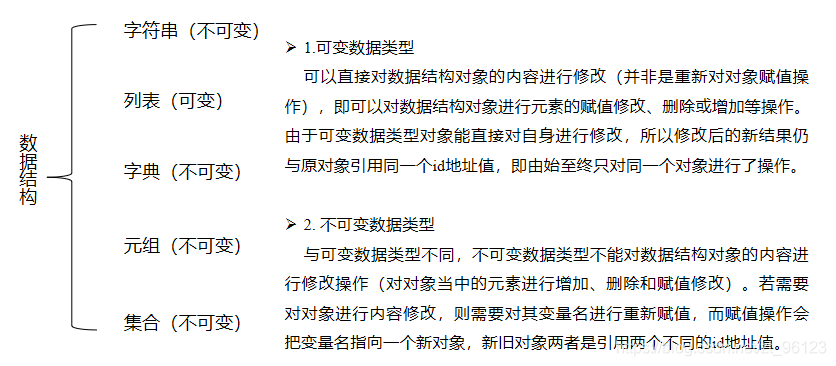 数据结构
字符串（不可变）
列表（可变）
字典（不可变）
元组（不可变）
集合（不可变）
➢ 1.可变数据类型
可以直接对数据结构对象的内容进行修改（并非是重新对对象赋值操
作），即可以对数据结构对象进行元素的赋值修改、删除或增加等操作。
由于可变数据类型对象能直接对自身进行修改，所以修改后的新结果仍
与原对象引用同一个id地址值，即由始至终只对同一个对象进行了操作。
➢ 2. 不可变数据类型
与可变数据类型不同，不可变数据类型不能对数据结构对象的内容进
行修改操作（对对象当中的元素进行增加、删除和赋值修改）。若需要
对对象进行内容修改，则需要对其变量名进行重新赋值，而赋值操作会
把变量名指向一个新对象，新旧对象两者是引用两个不同的id地址值。